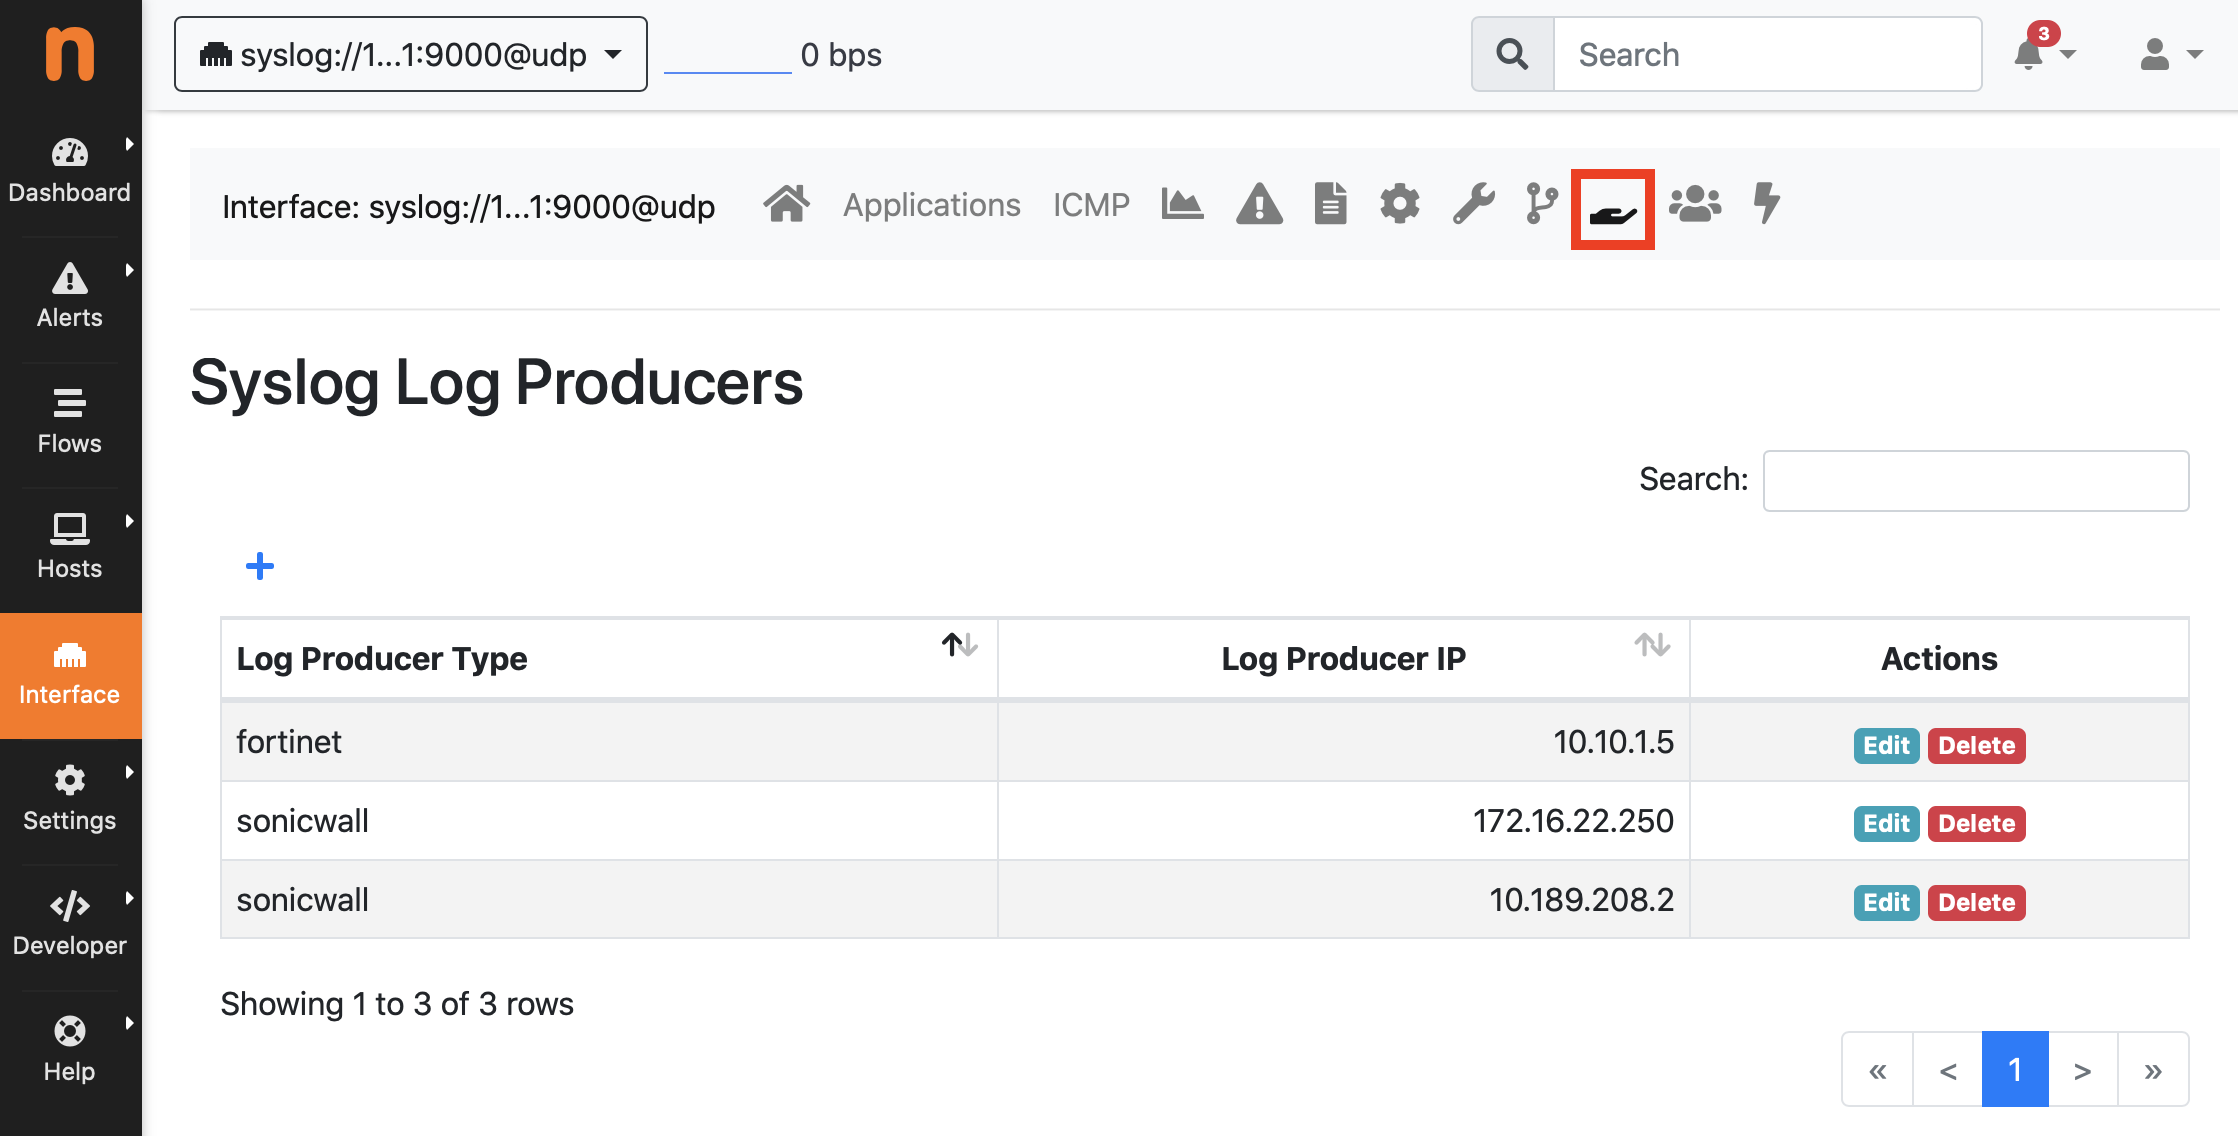 n
syslog://1...1:9000@udp
0 bps
Search
3
Dashboard
Alerts
Flows
Hosts
Interface
Settings
Developer
Help
Interface: syslog://1...1:9000@udp
Applications
ICMP
Syslog Log Producers
Search:
+
Log Producer Type Log Producer IP Actions
fortinet 10.10.1.5 Edit Delete
sonicwall 172.16.22.250 Edit Delete
sonicwall 10.189.208.2 Edit Delete
Showing 1 to 3 of 3 rows
« < 1 > »